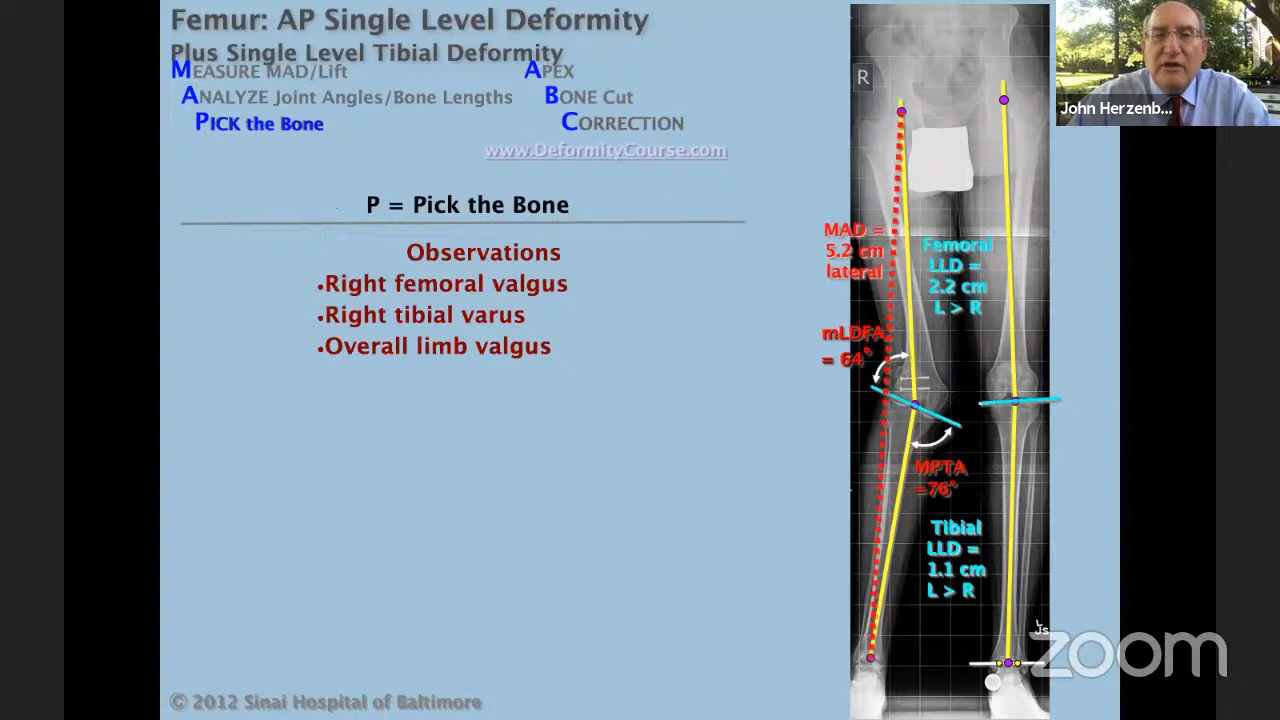 Femur: AP Single Level Deformity
Plus Single Level Tibial Deformity
MEASURE MAD/Lift
ANALYZE Joint Angles/Bone Lengths
PICK the Bone
APEX
BONE Cut
CORRECTION
www.DeformityCourse.com
P = Pick the Bone
Observations
•Right femoral valgus
•Right tibial varus
•Overall limb valgus
R
MAD =
5.2 cm
lateral
Femoral
LLD =
2.2 cm
L > R
mLDFA
= 64°
MPTA
=76°
Tibial
LLD =
1.1 cm
L > R
L
Js
John Herzenb...
zoom
© 2012 Sinai Hospital of Baltimore